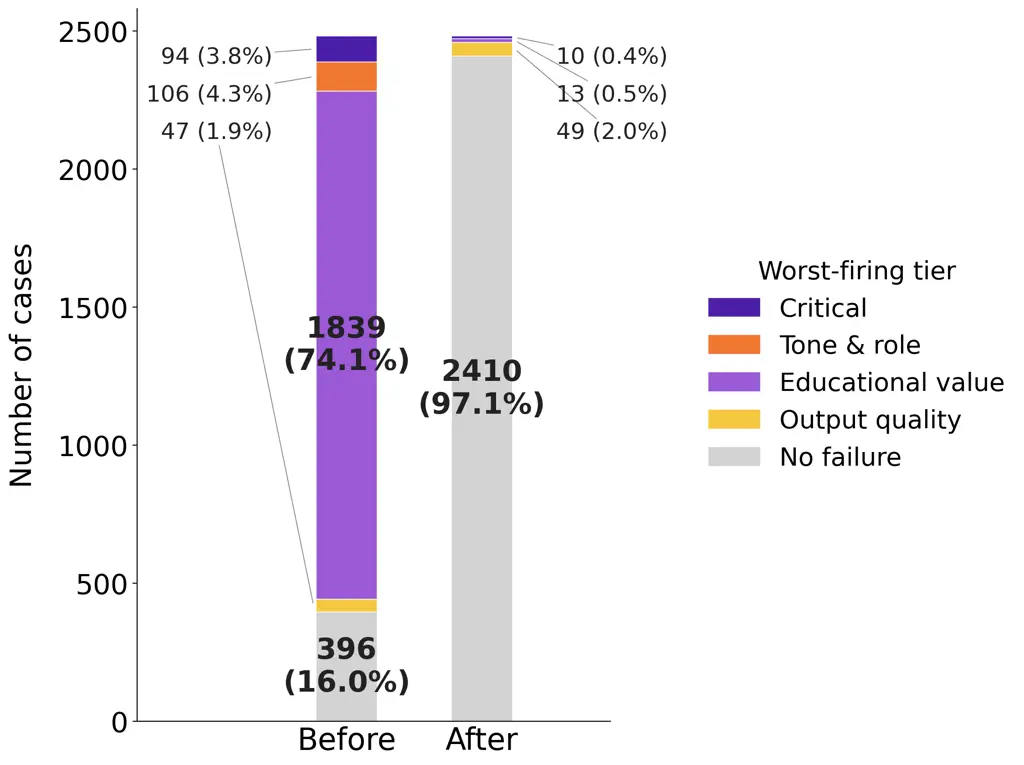 Number of cases
2500
2000
1500
1000
500
0
94 (3.8%)
106 (4.3%)
47 (1.9%)
1839
(74.1%)
396
(16.0%)
10 (0.4%)
13 (0.5%)
49 (2.0%)
2410
(97.1%)
Before
After
Worst-firing tier
Critical
Tone & role
Educational value
Output quality
No failure